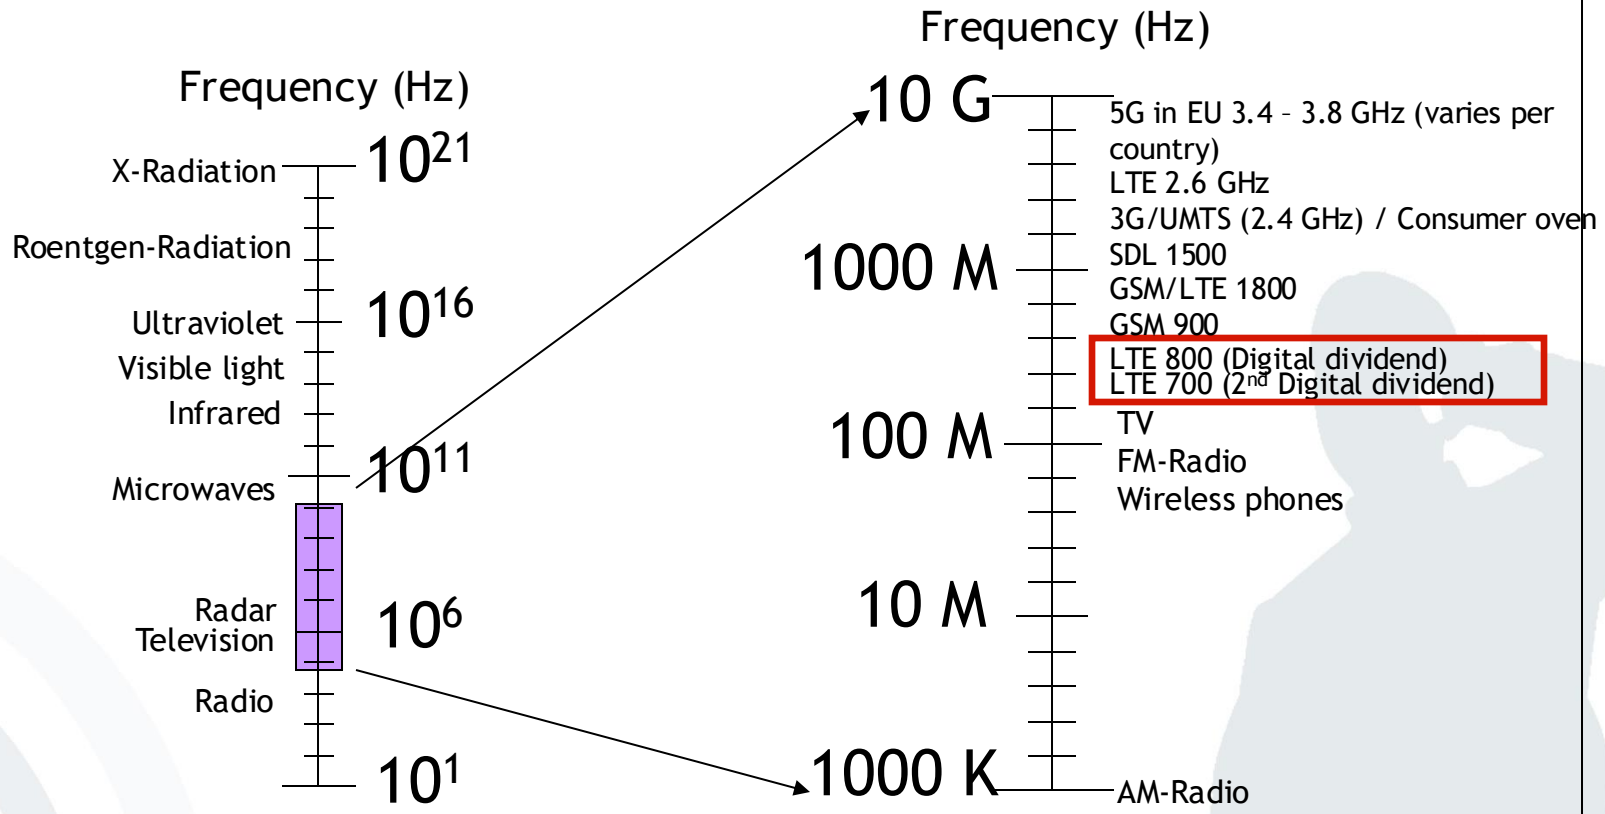 Frequency (Hz)
X-Radiation
10²¹
Roentgen-Radiation
Ultraviolet
10¹⁶
Visible light
Infrared
10¹¹
Microwaves
Radar
10⁶
Television
Radio
10¹
Frequency (Hz)
10 G
5G in EU 3.4 – 3.8 GHz (varies per
country)
LTE 2.6 GHz
3G/UMTS (2.4 GHz) / Consumer oven
SDL 1500
1000 M
GSM/LTE 1800
GSM 900
LTE 800 (Digital dividend)
LTE 700 (2ⁿᵈ Digital dividend)
TV
100 M
FM-Radio
Wireless phones
10 M
1000 K
AM-Radio